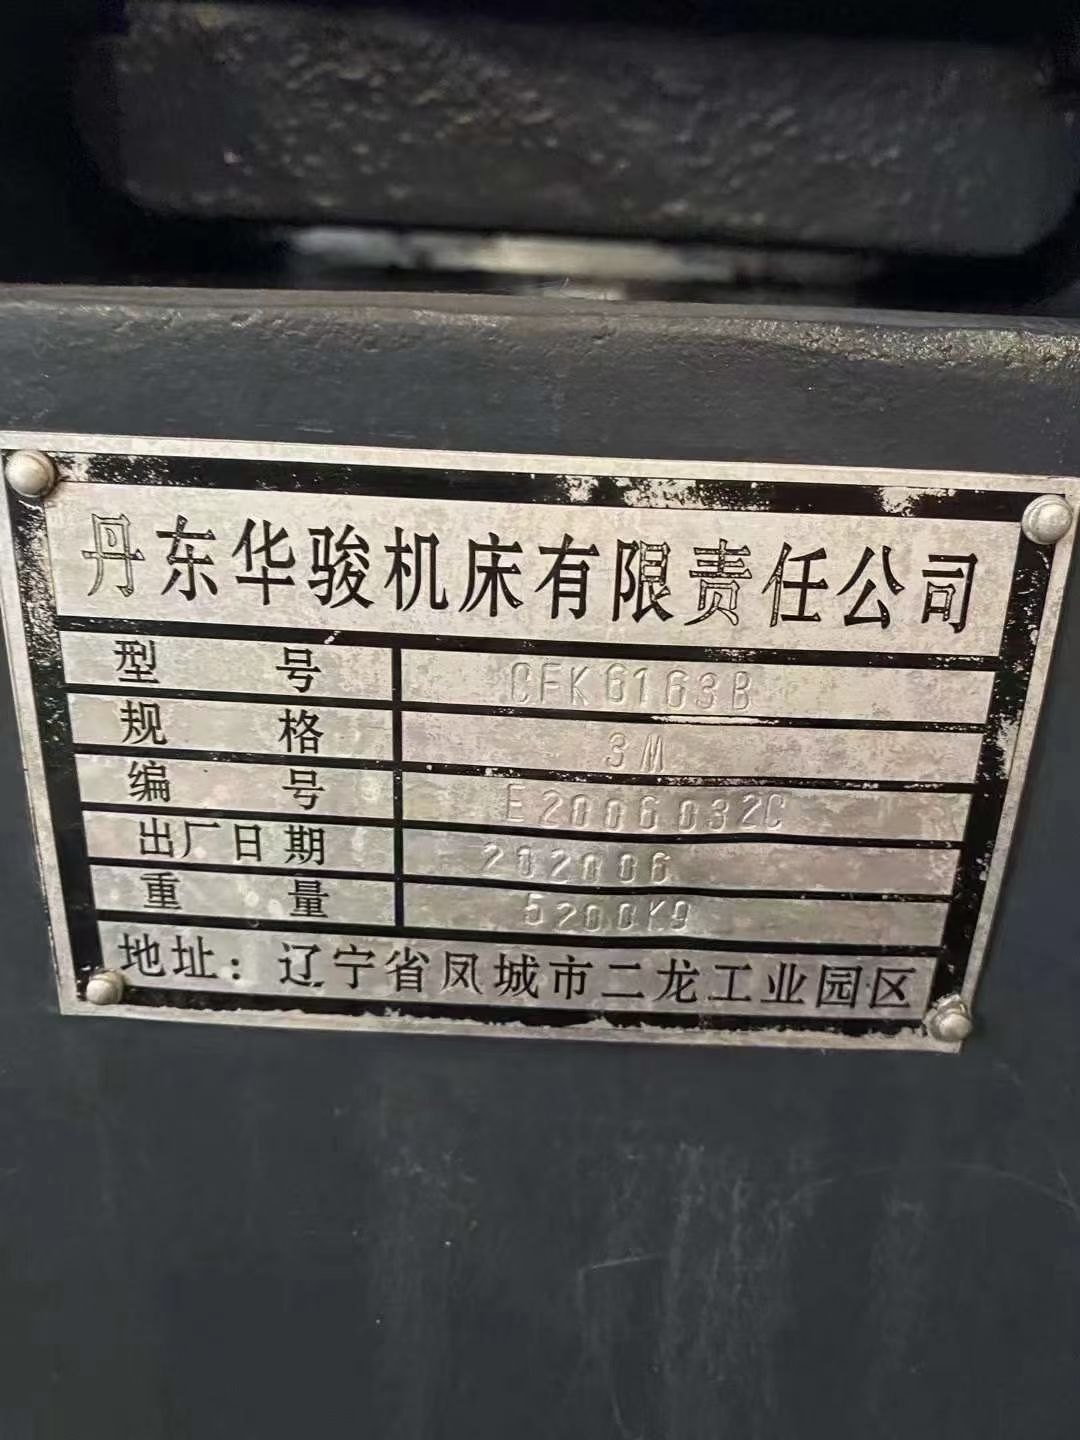 丹东华骏机床有限责任公司
型号 CFK6163B
规格 3M
编号 E2006032C
出厂日期 202006
重量 5200Kg
地址：辽宁省凤城市二龙工业园区